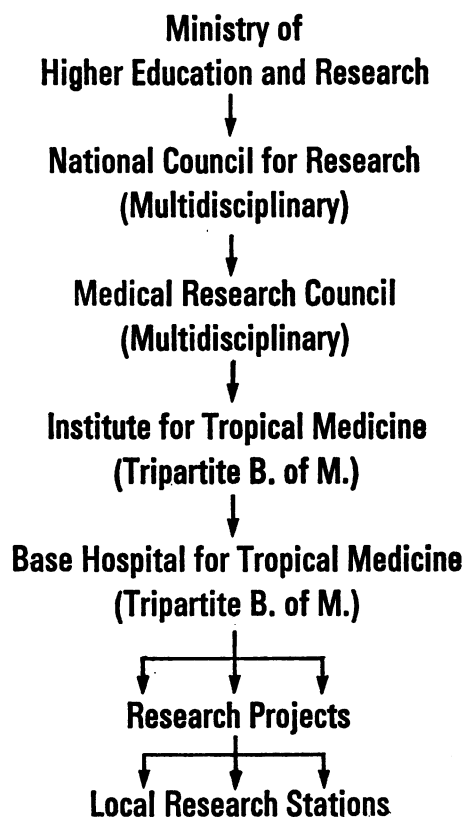 Ministry of
Higher Education and Research
National Council for Research
(Multidisciplinary)
Medical Research Council
(Multidisciplinary)
Institute for Tropical Medicine
(Tripartite B. of M.)
Base Hospital for Tropical Medicine
(Tripartite B. of M.)
Research Projects
Local Research Stations